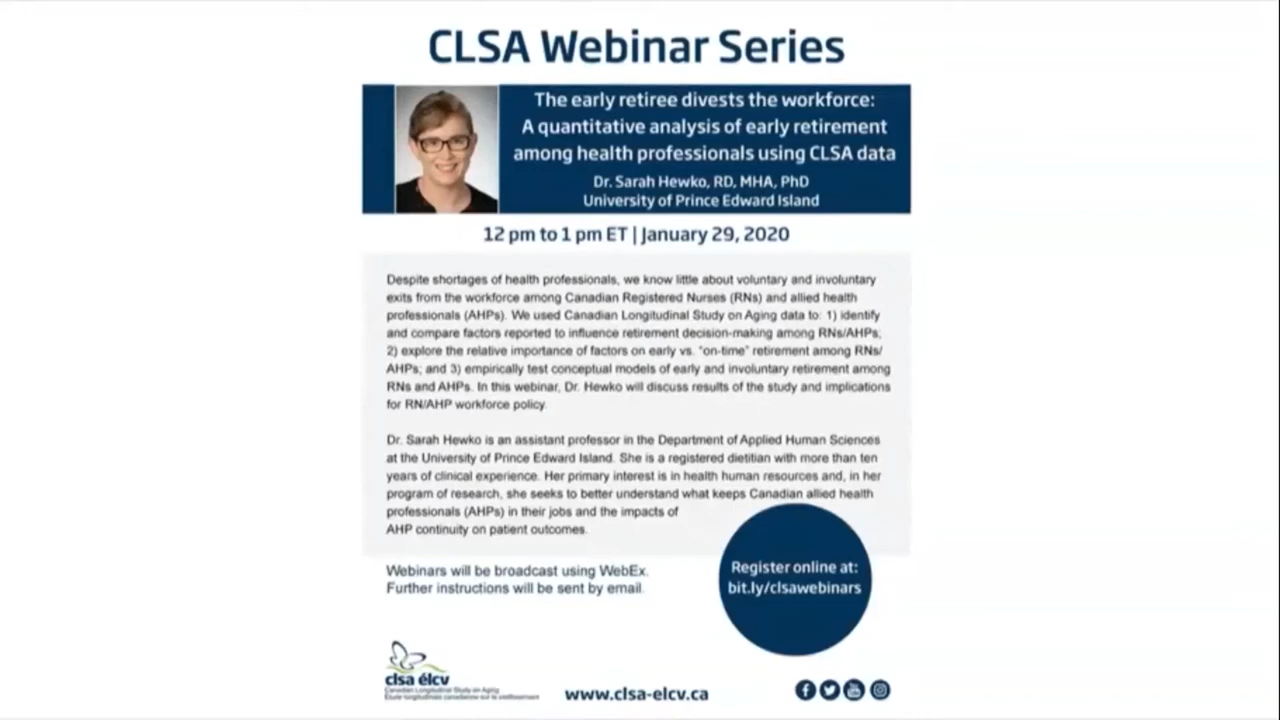 CLSA Webinar Series
The early retiree divests the workforce:
A quantitative analysis of early retirement
among health professionals using CLSA data
Dr. Sarah Hewko, RD, MHA, PhD
University of Prince Edward Island
12 pm to 1 pm ET | January 29, 2020
Despite shortages of health professionals, we know little about voluntary and involuntary
exits from the workforce among Canadian Registered Nurses (RNs) and allied health
professionals (AHPs). We used Canadian Longitudinal Study on Aging data to: 1) identify
and compare factors reported to influence retirement decision-making among RNs/AHPs;
2) explore the relative importance of factors on early vs. "on-time" retirement among RNs/
AHPs; and 3) empirically test conceptual models of early and involuntary retirement among
RNs and AHPs. In this webinar, Dr. Hewko will discuss results of the study and implications
for RN/AHP workforce policy.
Dr. Sarah Hewko is an assistant professor in the Department of Applied Human Sciences
at the University of Prince Edward Island. She is a registered dietitian with more than ten
years of clinical experience. Her primary interest is in health human resources and, in her
program of research, she seeks to better understand what keeps Canadian allied health
professionals (AHPs) in their jobs and the impacts of
AHP continuity on patient outcomes.
Webinars will be broadcast using WebEx.
Further instructions will be sent by email.
Register online at:
bit.ly/clsawebinars
clsa élcv
Canadian Longitudinal Study on Aging
Étude longitudinale canadienne sur le vieillissement
www.clsa-elcv.ca